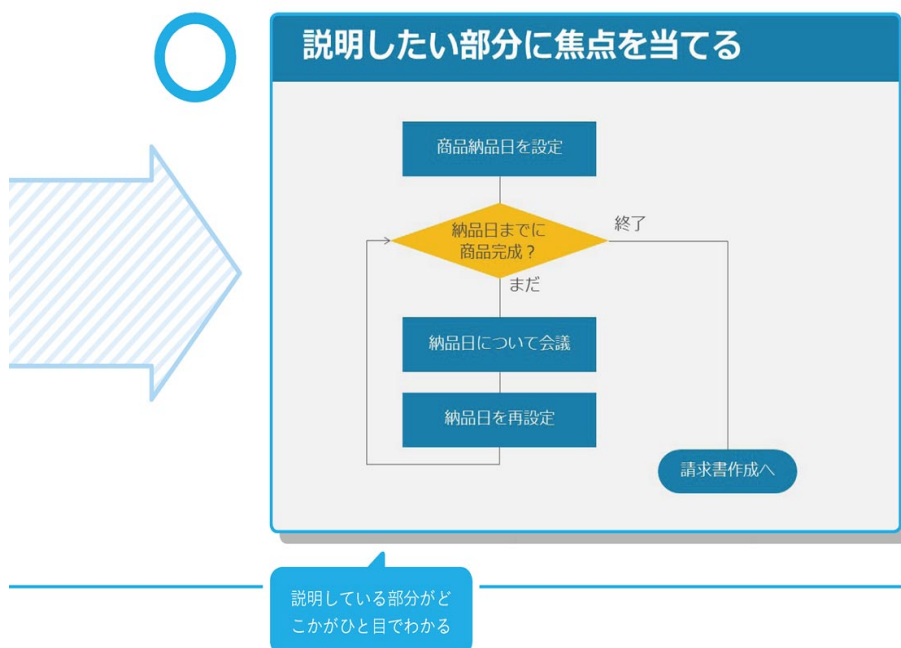 説明したい部分に焦点を当てる
商品納品日を設定
納品日までに
商品完成？
終了
まだ
納品日について会議
納品日を再設定
請求書作成へ
説明している部分がど
こかがひと目でわかる